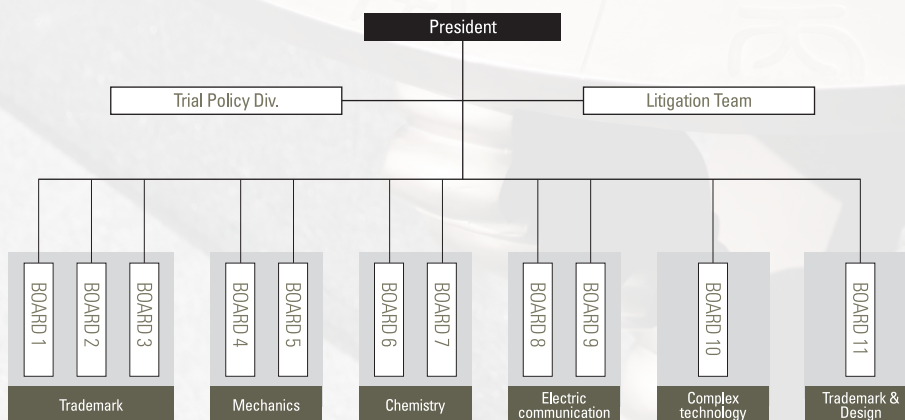 President
Trial Policy Div.
Litigation Team
BOARD 1
BOARD 2
BOARD 3
BOARD 4
BOARD 5
BOARD 6
BOARD 7
BOARD 8
BOARD 9
BOARD 10
BOARD 11
Trademark
Mechanics
Chemistry
Electric
communication
Complex
technology
Trademark &
Design